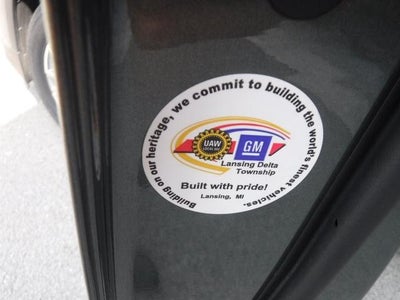 Building on our heritage, we commit to building the world's finest vehicles.
UAW
GM
Lansing Delta
Township
Built with pride!
Lansing, MI